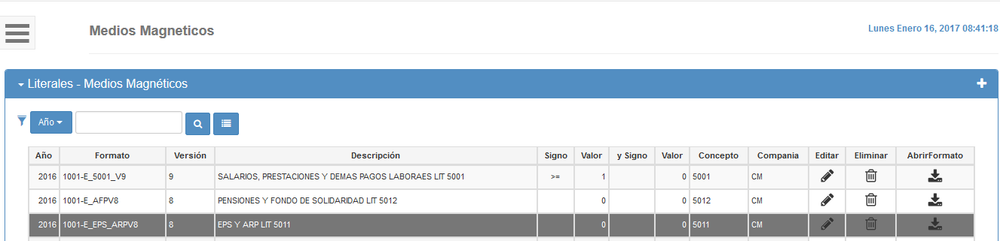 Medios Magneticos
Lunes Enero 16, 2017 08:41:18
Literales - Medios Magnéticos
Año
Año Formato Versión Descripción Signo Valor y Signo Valor Concepto Compania Editar Eliminar AbrirFormato
2016 1001-E_5001_V9 9 SALARIOS, PRESTACIONES Y DEMAS PAGOS LABORAES LIT 5001 >= 1 0 5001 CM
2016 1001-E_AFPV8 8 PENSIONES Y FONDO DE SOLIDARIDAD LIT 5012 0 0 5012 CM
2016 1001-E_EPS_ARPV8 8 EPS Y ARP LIT 5011 0 0 5011 CM